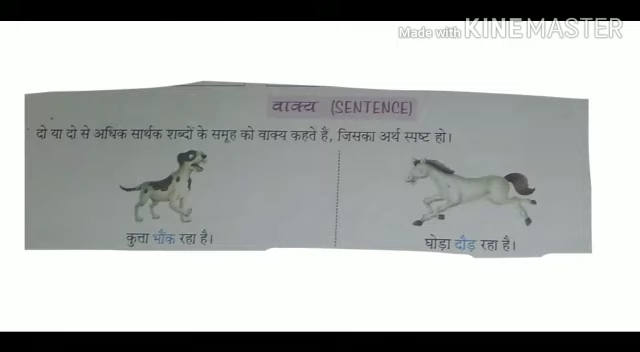 Made with KINEMASTER
वाक्य (SENTENCE)
दो या दो से अधिक सार्थक शब्दों के समूह को वाक्य कहते हैं, जिसका अर्थ स्पष्ट हो।
कुत्ता भौंक रहा है।
घोड़ा दौड़ रहा है।